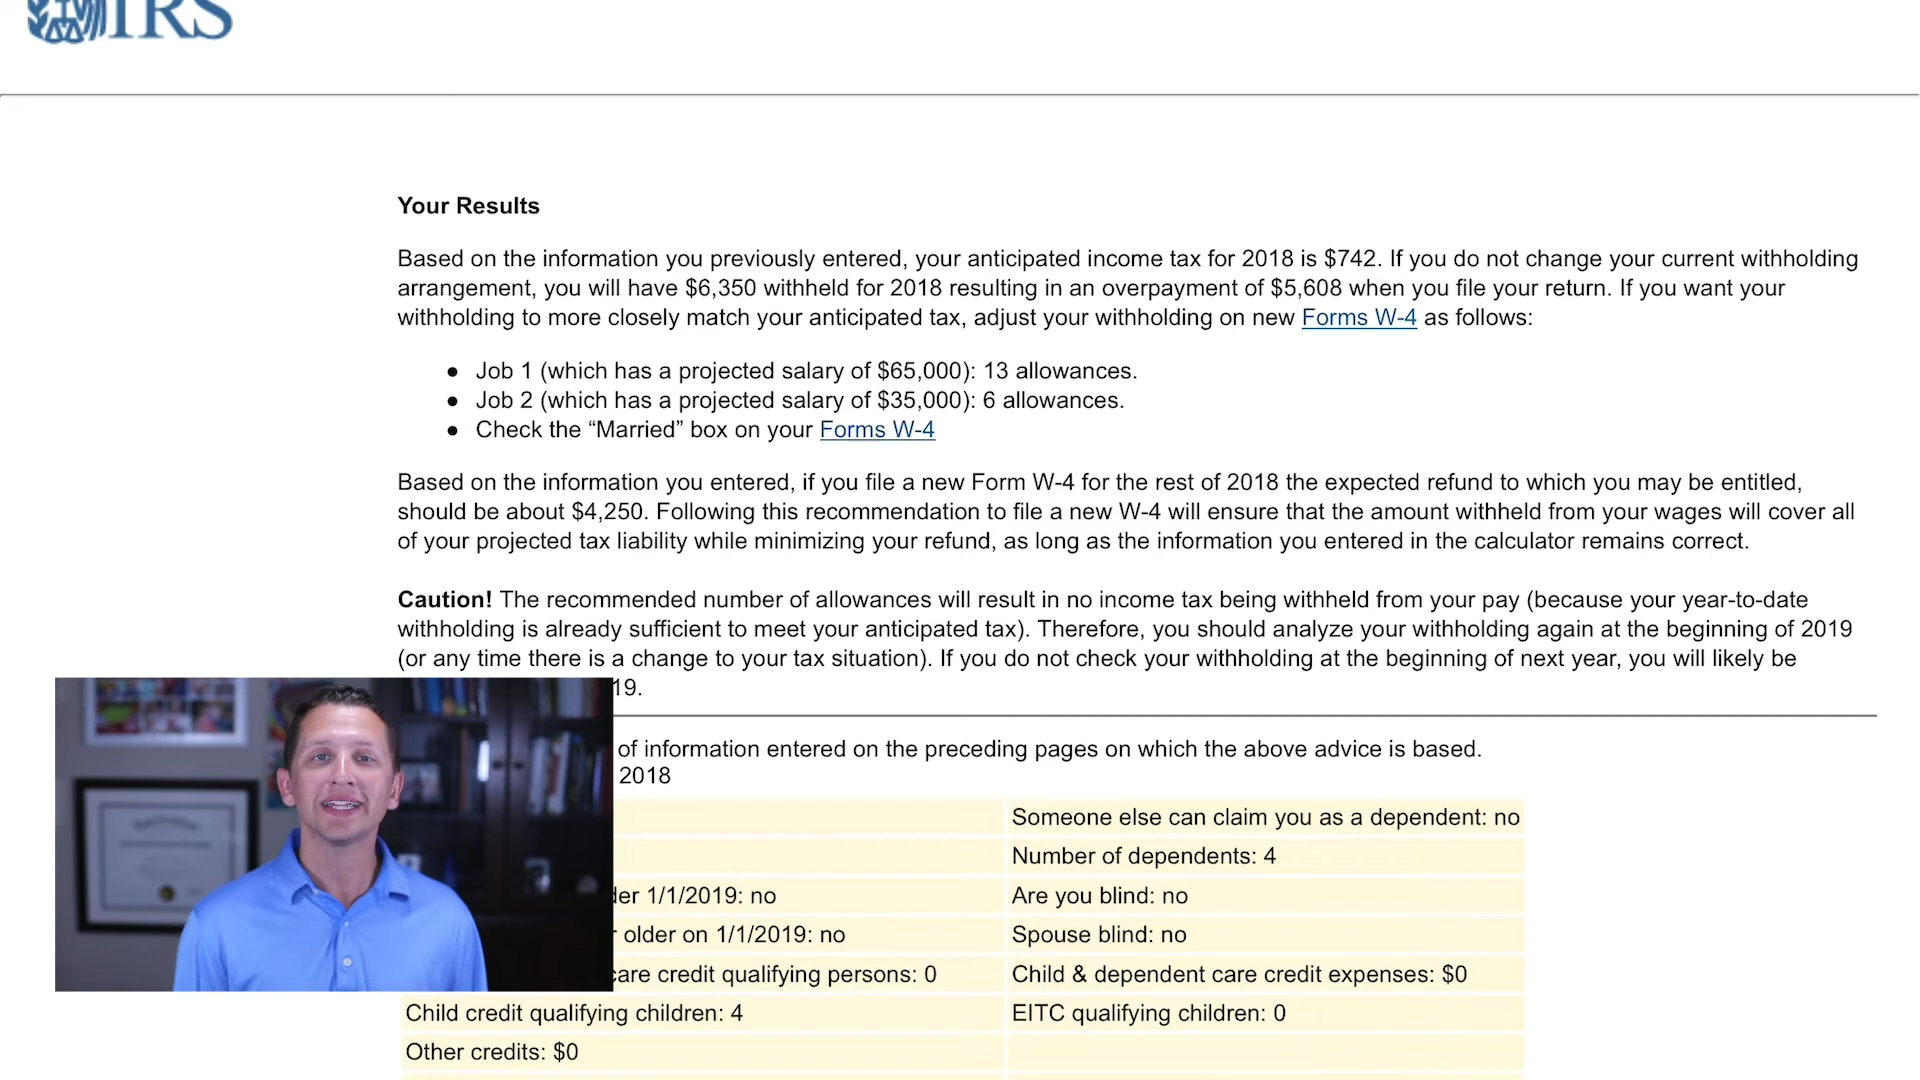 IRS
Your Results
Based on the information you previously entered, your anticipated income tax for 2018 is $742. If you do not change your current withholding
arrangement, you will have $6,350 withheld for 2018 resulting in an overpayment of $5,608 when you file your return. If you want your
withholding to more closely match your anticipated tax, adjust your withholding on new Forms W-4 as follows:
● Job 1 (which has a projected salary of $65,000): 13 allowances.
● Job 2 (which has a projected salary of $35,000): 6 allowances.
● Check the “Married” box on your Forms W-4
Based on the information you entered, if you file a new Form W-4 for the rest of 2018 the expected refund to which you may be entitled,
should be about $4,250. Following this recommendation to file a new W-4 will ensure that the amount withheld from your wages will cover all
of your projected tax liability while minimizing your refund, as long as the information you entered in the calculator remains correct.
Caution! The recommended number of allowances will result in no income tax being withheld from your pay (because your year-to-date
withholding is already sufficient to meet your anticipated tax). Therefore, you should analyze your withholding again at the beginning of 2019
(or any time there is a change to your tax situation). If you do not check your withholding at the beginning of next year, you will likely be
19.
of information entered on the preceding pages on which the above advice is based.
2018
Someone else can claim you as a dependent: no
Number of dependents: 4
der 1/1/2019: no Are you blind: no
older on 1/1/2019: no Spouse blind: no
care credit qualifying persons: 0 Child & dependent care credit expenses: $0
Child credit qualifying children: 4 EITC qualifying children: 0
Other credits: $0